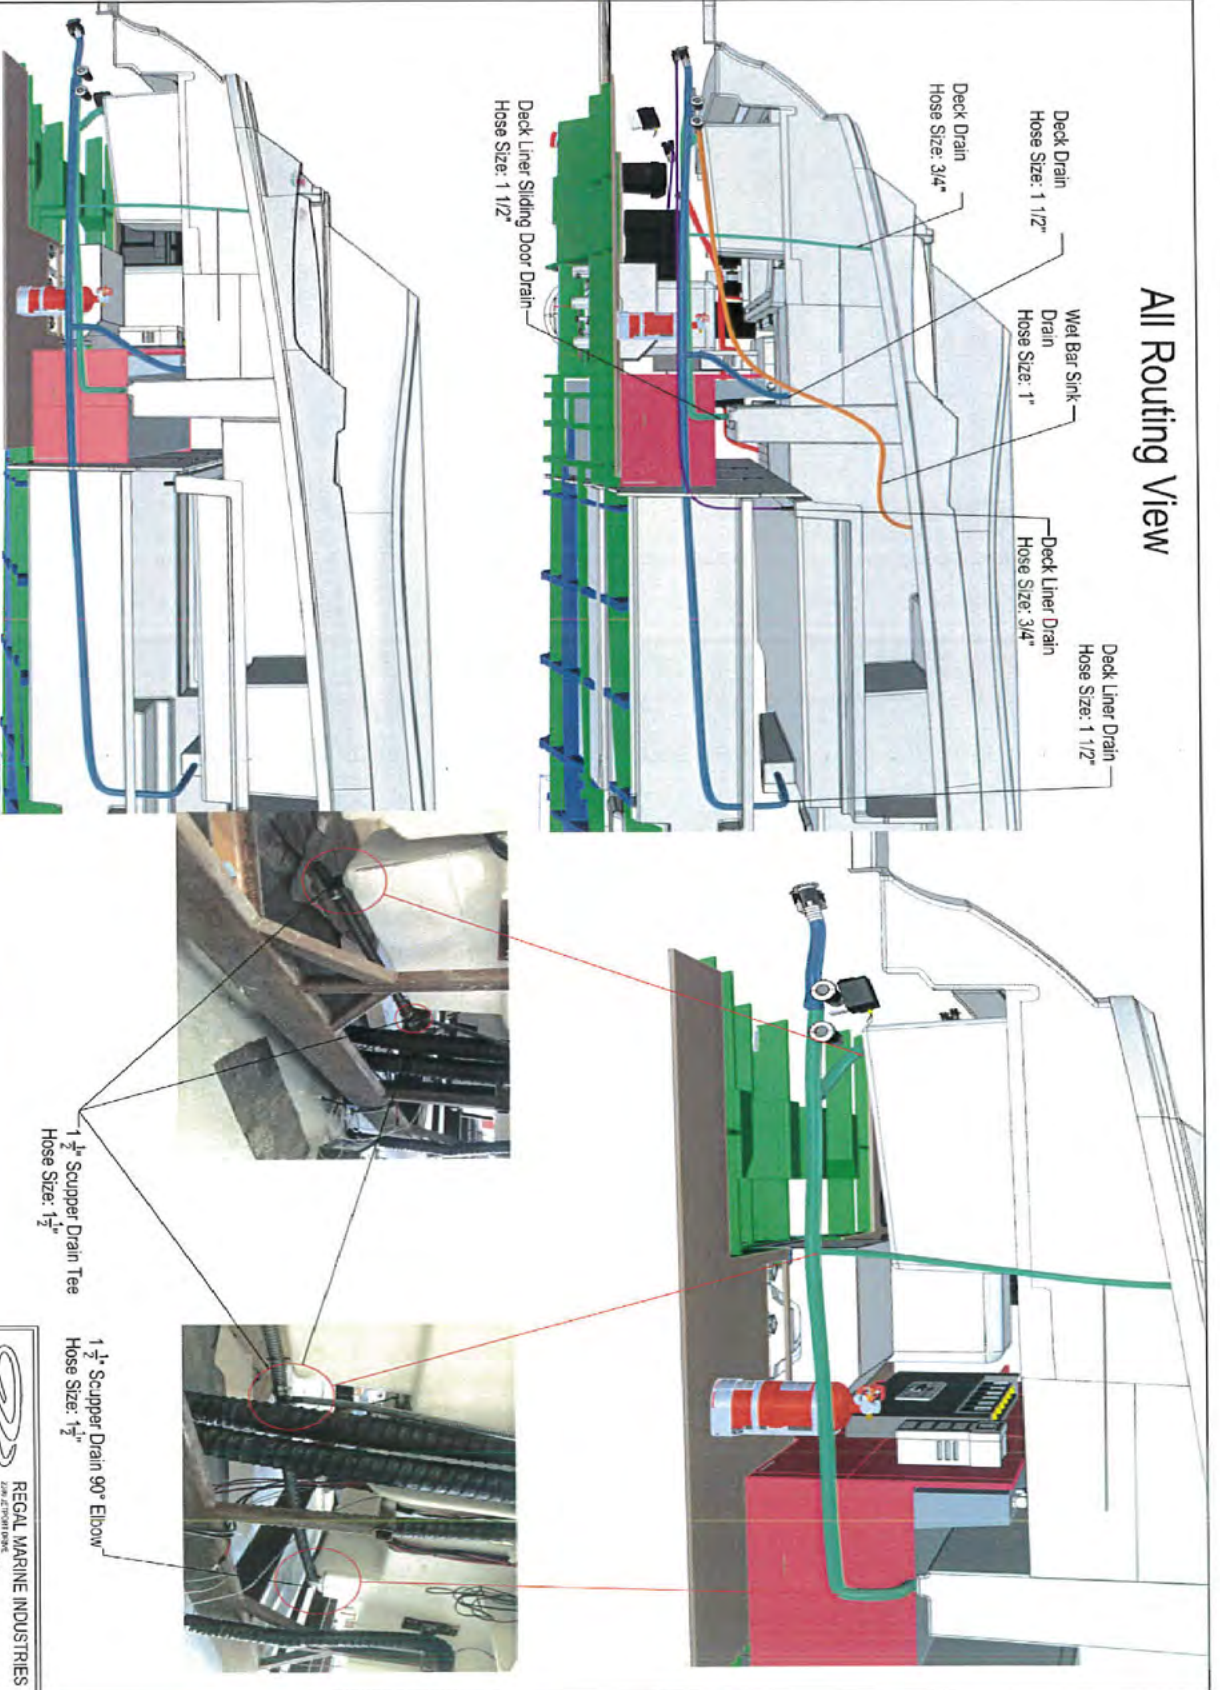 All Routing View
Deck Drain
Hose Size: 1 1/2"
Deck Drain
Hose Size: 3/4"
Wet Bar Sink
Drain
Hose Size: 1"
Deck Liner Drain
Hose Size: 3/4"
Deck Liner Drain
Hose Size: 1 1/2"
Deck Liner Sliding Door Drain
Hose Size: 1 1/2"
1 1/2" Scupper Drain Tee
Hose Size: 1 1/2"
1 1/2" Scupper Drain 90° Elbow
Hose Size: 1 1/2"
REGAL MARINE INDUSTRIES
JETPORT DRIVE